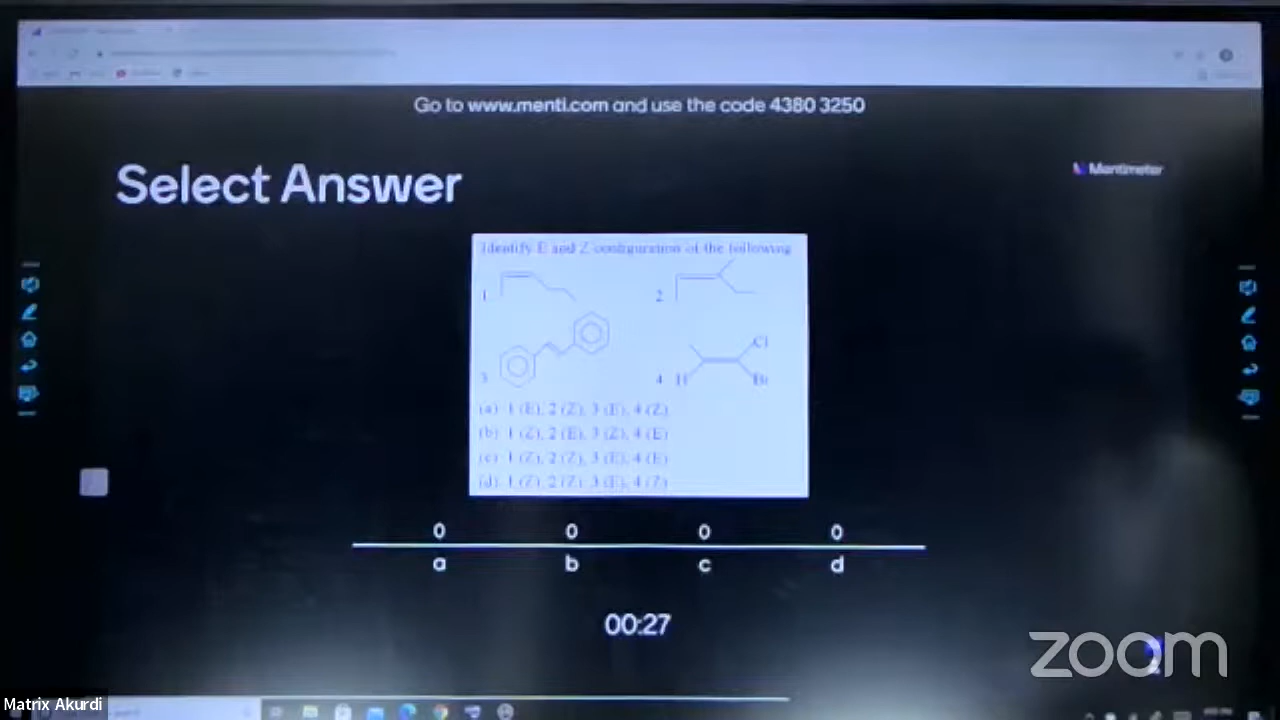 Go to www.menti.com and use the code 4380 3250
Select Answer
Mentimeter
Identify E and Z configuration of the following
1.
2.
3.
Cl
4.
H
Br
(a) 1 (E), 2 (Z), 3 (E), 4 (Z)
(b) 1 (Z), 2 (E), 3 (Z), 4 (E)
(c) 1 (Z), 2 (Z), 3 (E), 4 (E)
(d) 1 (Z), 2 (Z), 3 (E), 4 (Z)
0 0 0 0
a b c d
00:27
zoom
Matrix Akurdi